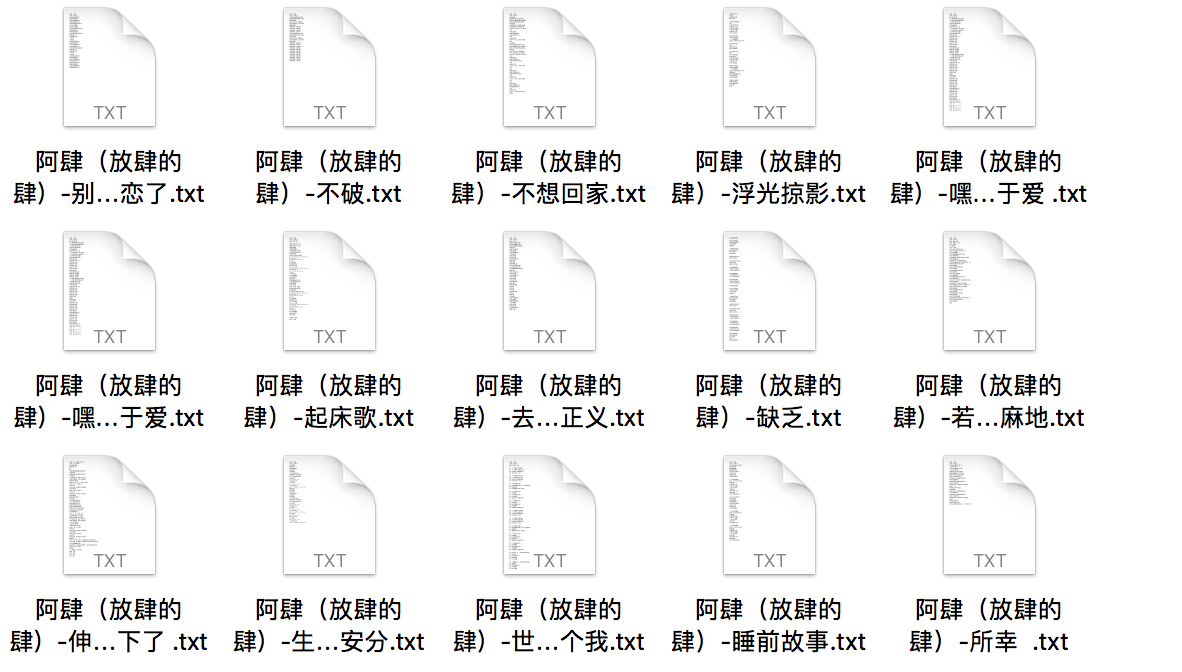 TXT TXT TXT TXT TXT
阿肆（放肆的肆）-别...恋了.txt
阿肆（放肆的肆）-不破.txt
阿肆（放肆的肆）-不想回家.txt
阿肆（放肆的肆）-浮光掠影.txt
阿肆（放肆的肆）-嘿...于爱 .txt
TXT TXT TXT TXT TXT
阿肆（放肆的肆）-嘿...于爱.txt
阿肆（放肆的肆）-起床歌.txt
阿肆（放肆的肆）-去...正义.txt
阿肆（放肆的肆）-缺乏.txt
阿肆（放肆的肆）-若...麻地.txt
TXT TXT TXT TXT TXT
阿肆（放肆的肆）-伸...下了 .txt
阿肆（放肆的肆）-生...安分.txt
阿肆（放肆的肆）-世...个我.txt
阿肆（放肆的肆）-睡前故事.txt
阿肆（放肆的肆）-所幸  .txt